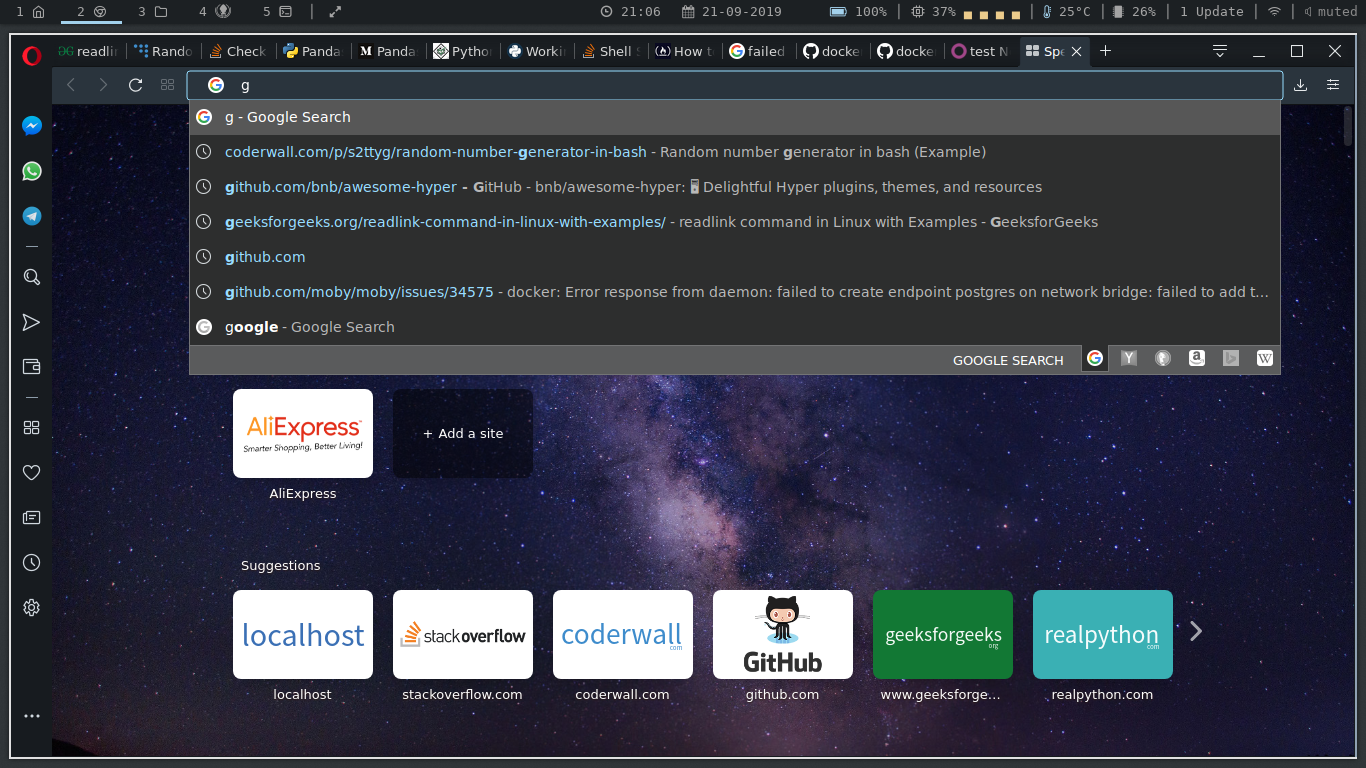 1 2 3 4 5 21:06 21-09-2019 100% 37% 25°C 26% 1 Update muted
readlin Rando Check Panda Panda Pytho Worki Shell S How t failed docke docke test N Spe
g
g - Google Search
coderwall.com/p/s2ttyg/random-number-generator-in-bash - Random number generator in bash (Example)
github.com/bnb/awesome-hyper - GitHub - bnb/awesome-hyper: 🖥 Delightful Hyper plugins, themes, and resources
geeksforgeeks.org/readlink-command-in-linux-with-examples/ - readlink command in Linux with Examples - GeeksforGeeks
github.com
github.com/moby/moby/issues/34575 - docker: Error response from daemon: failed to create endpoint postgres on network bridge: failed to add t...
google - Google Search
GOOGLE SEARCH
AliExpress
Smarter Shopping, Better Living!
+ Add a site
AliExpress
Suggestions
localhost stackoverflow coderwall com GitHub geeksforgeeks org realpython com
localhost stackoverflow.com coderwall.com github.com www.geeksforge... realpython.com